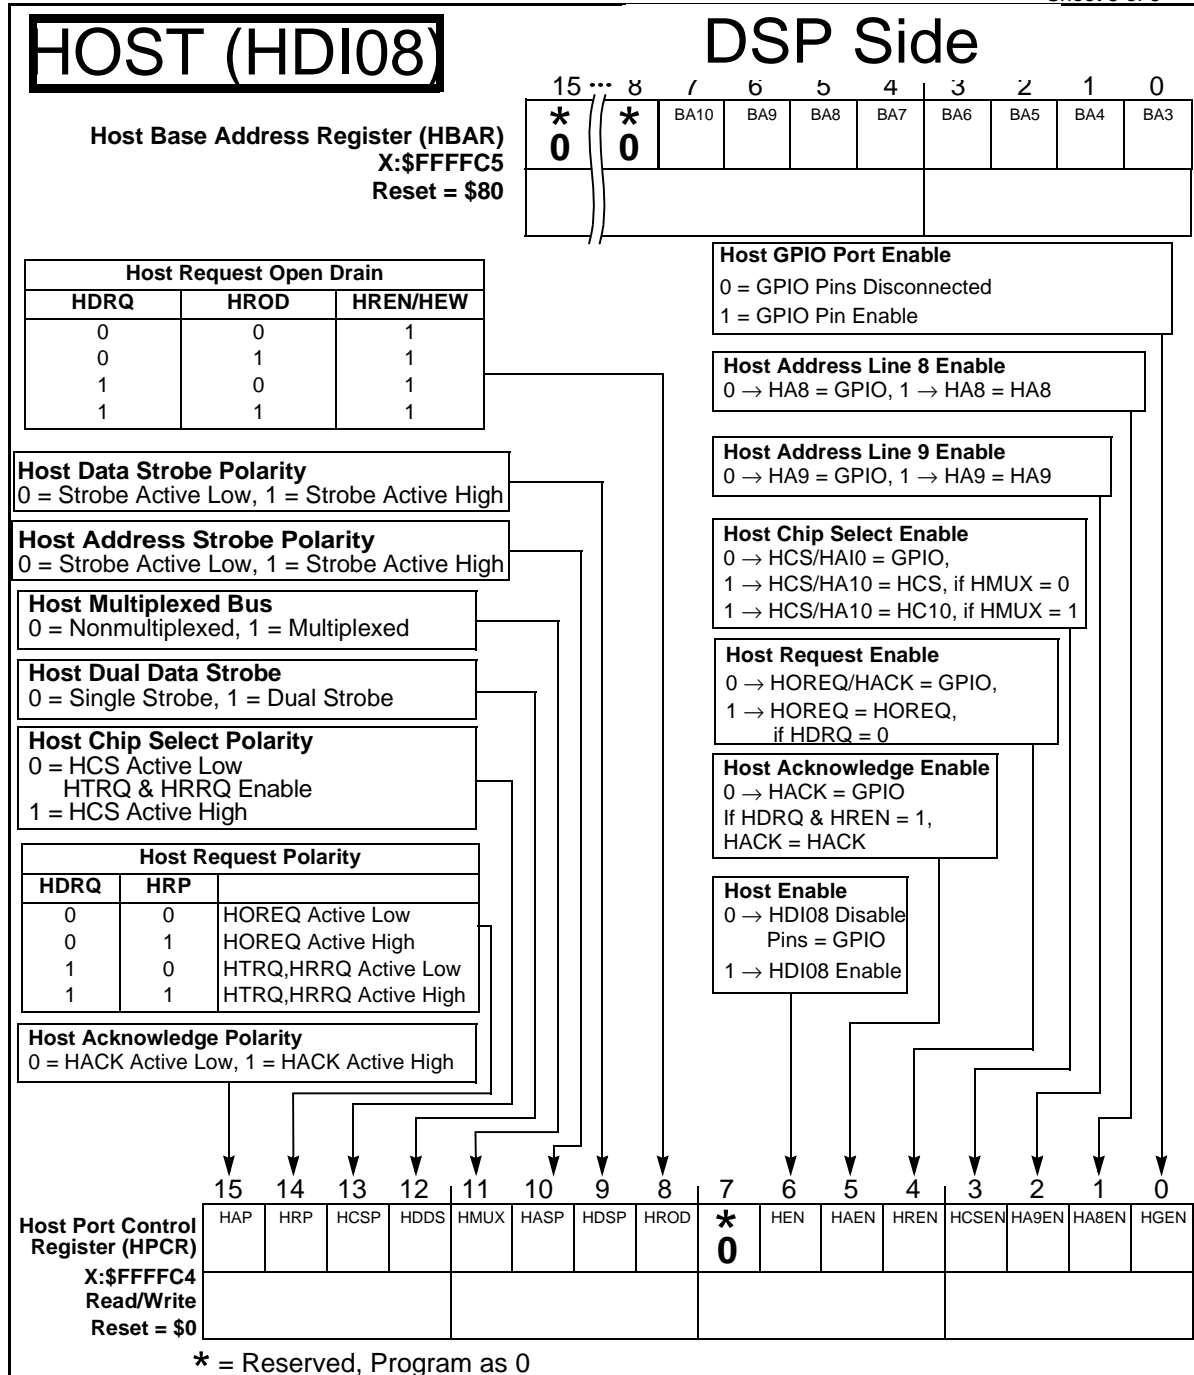 HOST (HDI08)
DSP Side
15 ... 8 7 6 5 4 3 2 1 0
Host Base Address Register (HBAR)
X:$FFFFC5
Reset = $80
* * BA10 BA9 BA8 BA7 BA6 BA5 BA4 BA3
0 0
Host Request Open Drain
HDRQ HROD HREN/HEW
0 0 1
0 1 1
1 0 1
1 1 1
Host Data Strobe Polarity
0 = Strobe Active Low, 1 = Strobe Active High
Host Address Strobe Polarity
0 = Strobe Active Low, 1 = Strobe Active High
Host Multiplexed Bus
0 = Nonmultiplexed, 1 = Multiplexed
Host Dual Data Strobe
0 = Single Strobe, 1 = Dual Strobe
Host Chip Select Polarity
0 = HCS Active Low
HTRQ & HRRQ Enable
1 = HCS Active High
Host Request Polarity
HDRQ HRP
0 0 HOREQ Active Low
0 1 HOREQ Active High
1 0 HTRQ,HRRQ Active Low
1 1 HTRQ,HRRQ Active High
Host Acknowledge Polarity
0 = HACK Active Low, 1 = HACK Active High
Host GPIO Port Enable
0 = GPIO Pins Disconnected
1 = GPIO Pin Enable
Host Address Line 8 Enable
0 → HA8 = GPIO, 1 → HA8 = HA8
Host Address Line 9 Enable
0 → HA9 = GPIO, 1 → HA9 = HA9
Host Chip Select Enable
0 → HCS/HAI0 = GPIO,
1 → HCS/HA10 = HCS, if HMUX = 0
1 → HCS/HA10 = HC10, if HMUX = 1
Host Request Enable
0 → HOREQ/HACK = GPIO,
1 → HOREQ = HOREQ,
if HDRQ = 0
Host Acknowledge Enable
0 → HACK = GPIO
If HDRQ & HREN = 1,
HACK = HACK
Host Enable
0 → HDI08 Disable
Pins = GPIO
1 → HDI08 Enable
15 14 13 12 11 10 9 8 7 6 5 4 3 2 1 0
Host Port Control
Register (HPCR)
X:$FFFFC4
Read/Write
Reset = $0
HAP HRP HCSP HDDS HMUX HASP HDSP HROD * HEN HAEN HREN HCSEN HA9EN HA8EN HGEN
0
* = Reserved, Program as 0